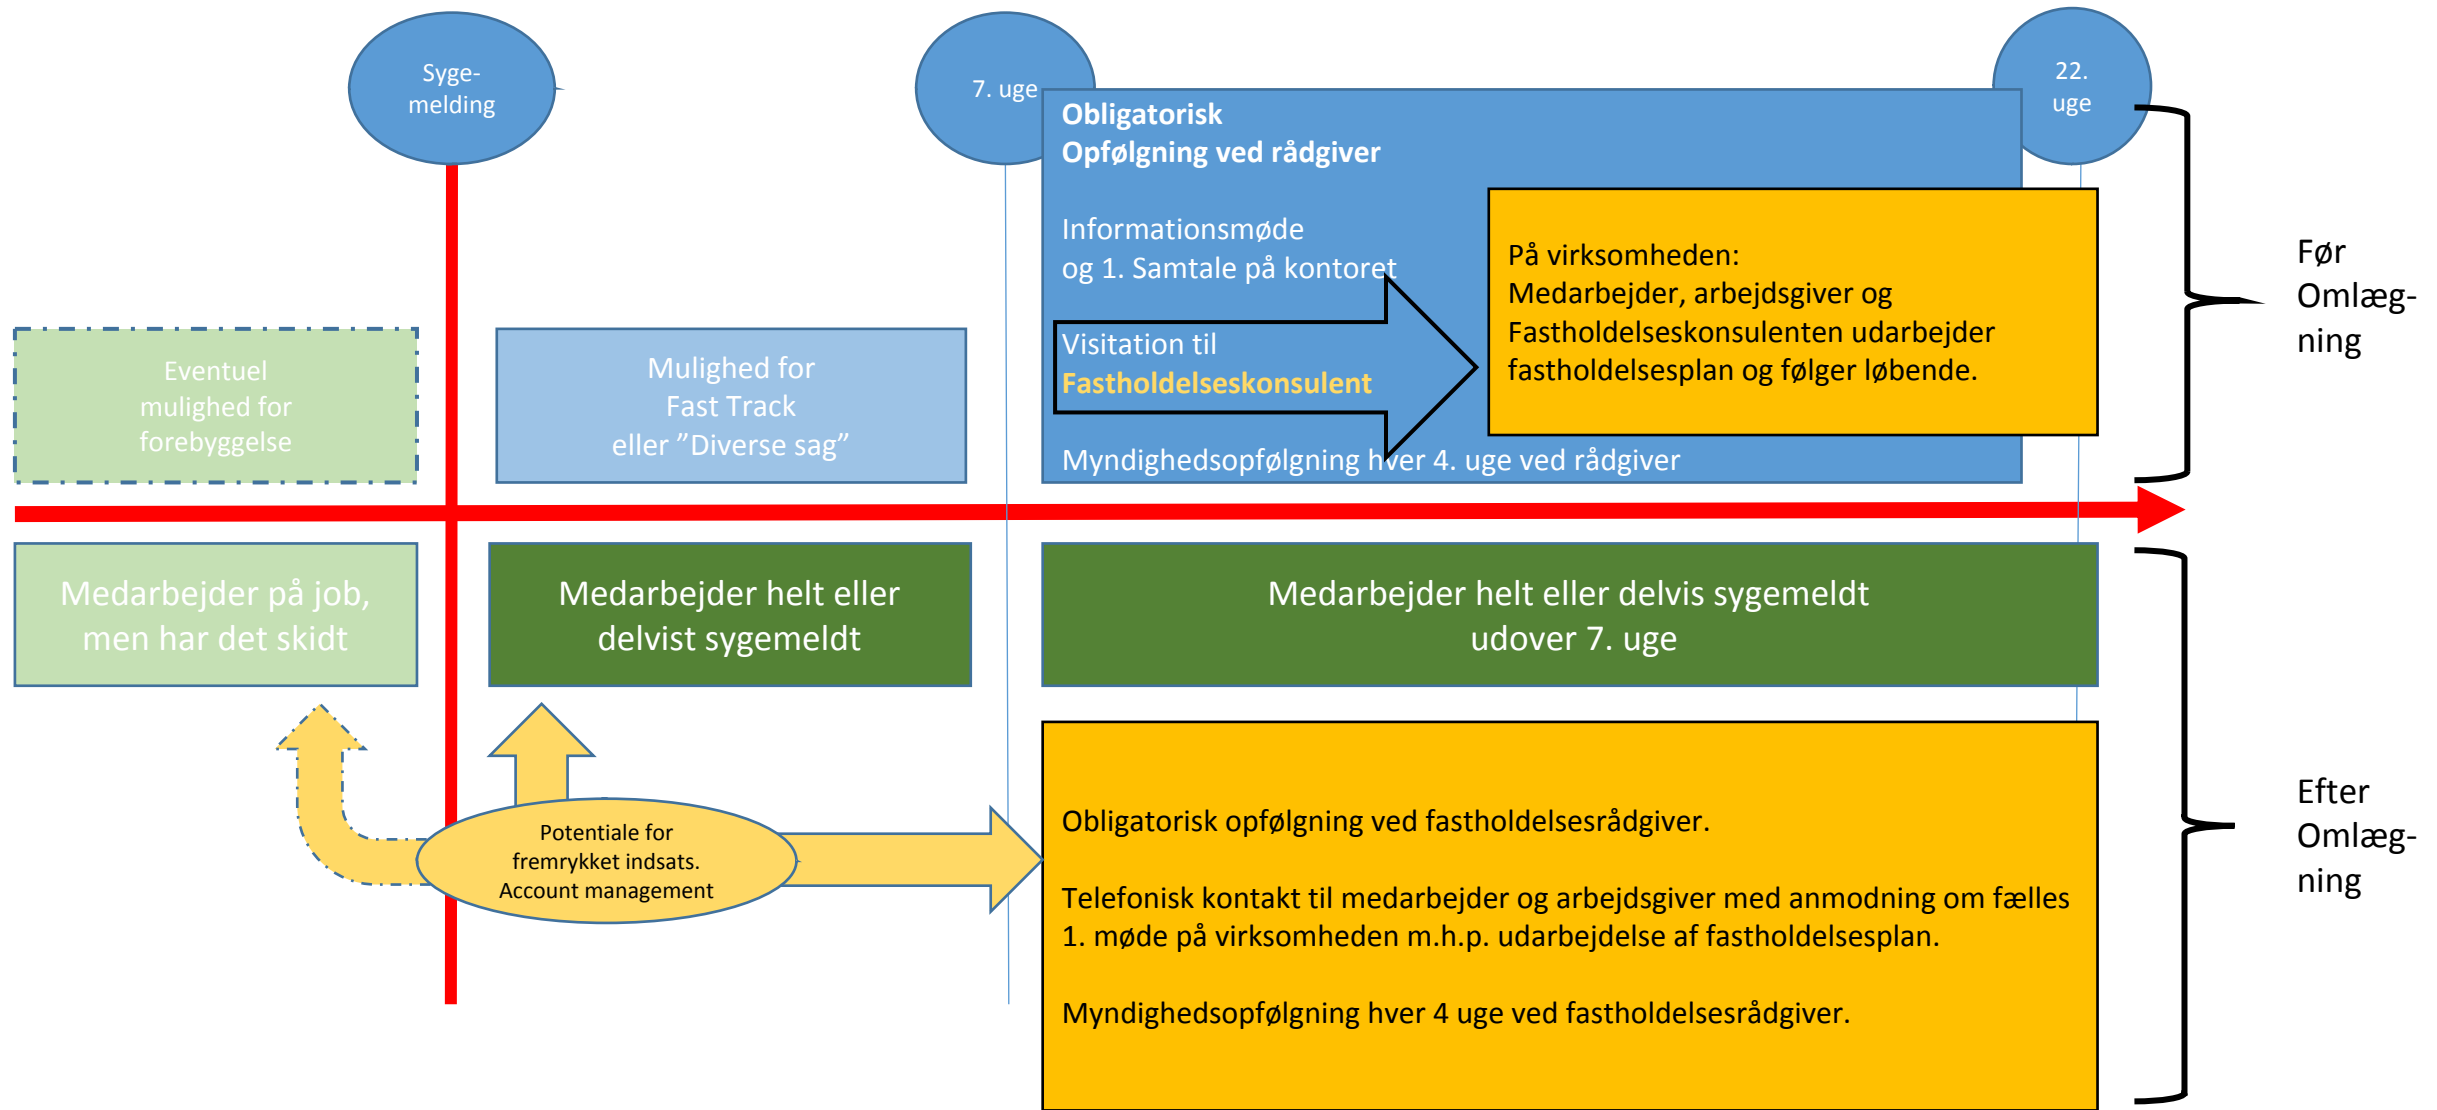 Syge-
melding
7. uge
22.
uge
Obligatorisk
Opfølgning ved rådgiver
Informationsmøde
og 1. Samtale på kontoret
Visitation til
Fastholdelseskonsulent
Myndighedsopfølgning hver 4. uge ved rådgiver
På virksomheden:
Medarbejder, arbejdsgiver og
Fastholdelseskonsulenten udarbejder
fastholdelsesplan og følger løbende.
Før
Omlæg-
ning
Eventuel
mulighed for
forebyggelse
Mulighed for
Fast Track
eller ”Diverse sag”
Medarbejder på job,
men har det skidt
Medarbejder helt eller
delvist sygemeldt
Medarbejder helt eller delvis sygemeldt
udover 7. uge
Potentiale for
fremrykket indsats.
Account management
Obligatorisk opfølgning ved fastholdelsesrådgiver.
Telefonisk kontakt til medarbejder og arbejdsgiver med anmodning om fælles
1. møde på virksomheden m.h.p. udarbejdelse af fastholdelsesplan.
Myndighedsopfølgning hver 4 uge ved fastholdelsesrådgiver.
Efter
Omlæg-
ning